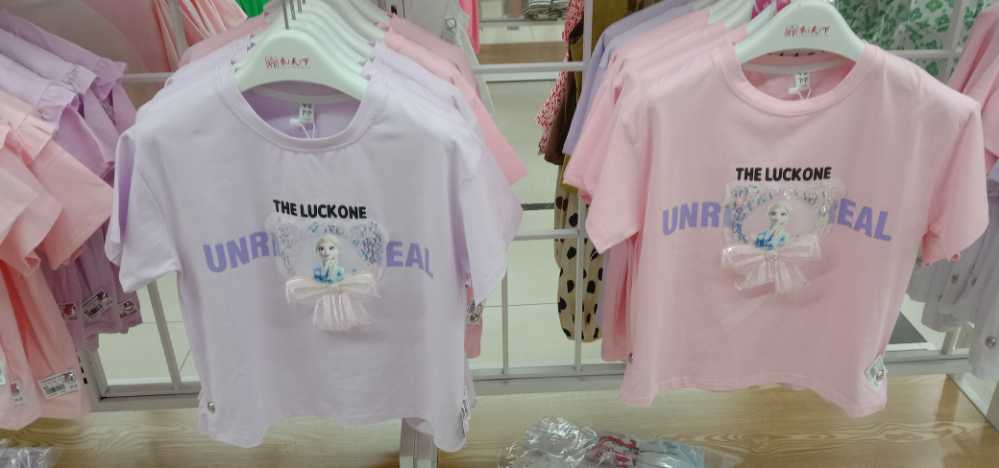 THE LUCKONE
UNR EAL
THE LUCKONE
UNR REAL